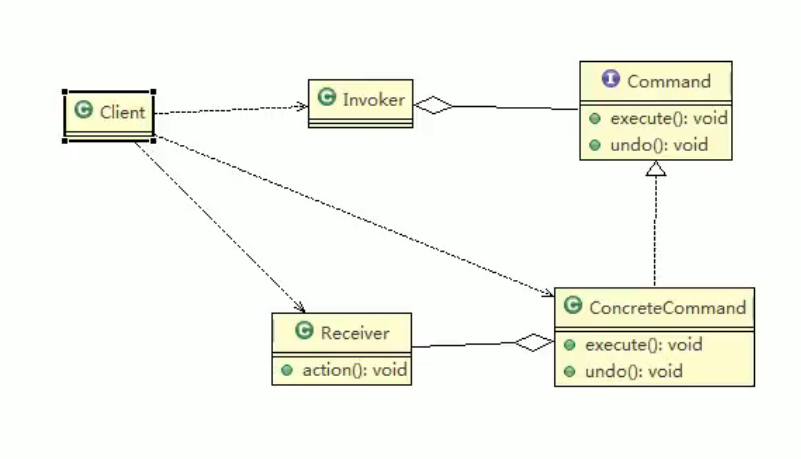 Client
Invoker
Command
execute(): void
undo(): void
Receiver
action(): void
ConcreteCommand
execute(): void
undo(): void